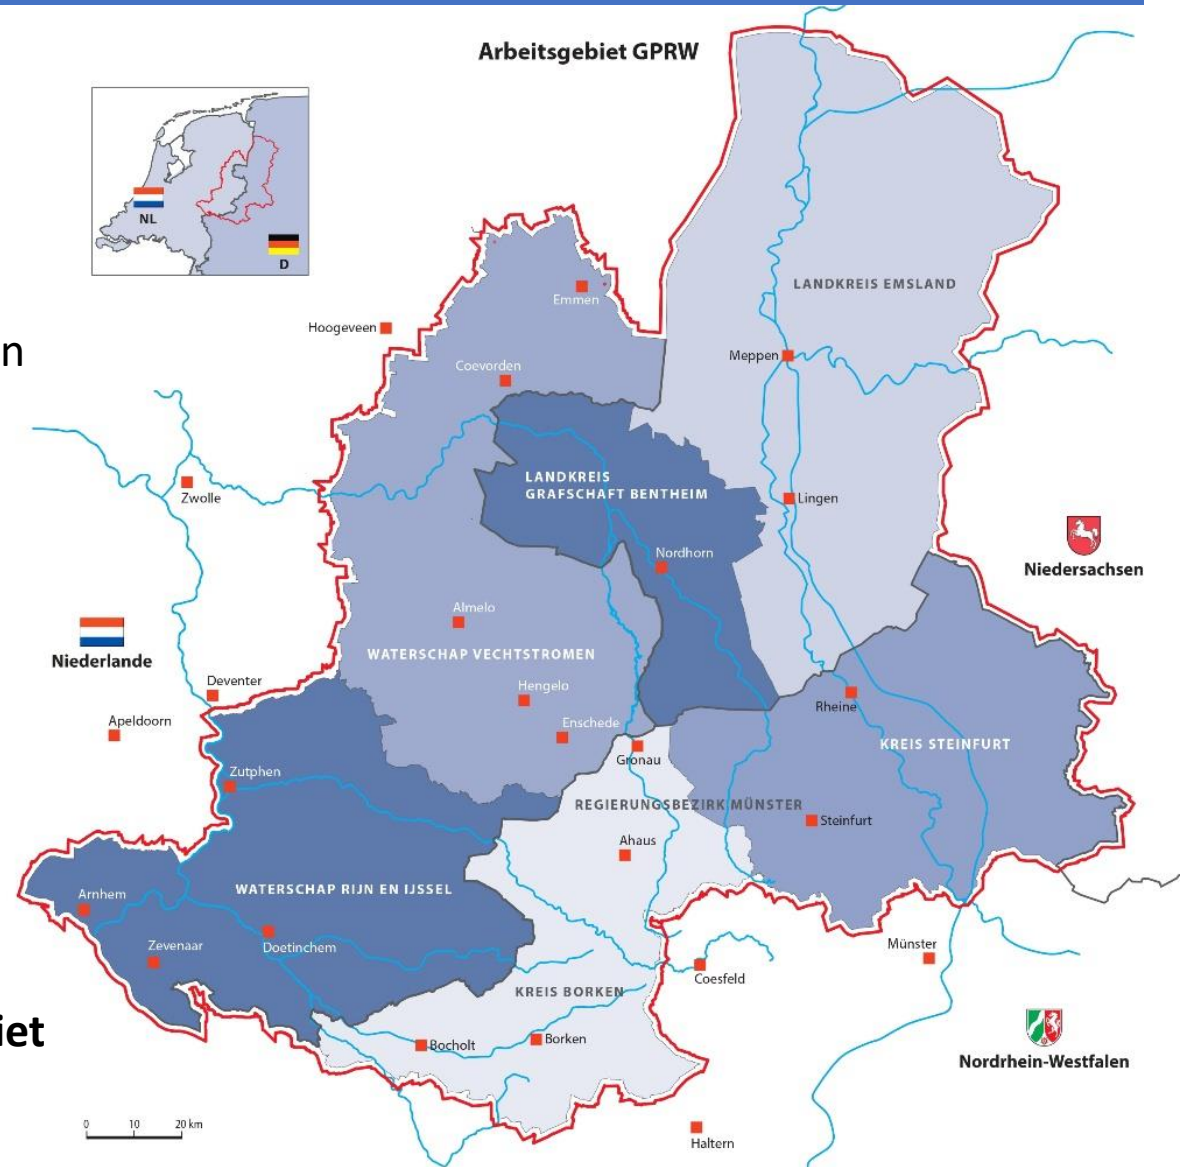 Arbeitsgebiet GPRW
NL
D
LANDKREIS EMSLAND
Emmen
Hoogeveen
n
Meppen
Coevorden
LANDKREIS
GRAFSCHAFT BENTHEIM
Zwolle
Lingen
Nordhorn
Niedersachsen
Almelo
WATERSCHAP VECHTSTROMEN
Niederlande
Deventer
Hengelo
Rheine
Apeldoorn
Enschede
KREIS STEINFURT
Gronau
Zutphen
REGIERUNGSBEZIRK MÜNSTER
Steinfurt
Ahaus
WATERSCHAP RIJN EN IJSSEL
Arnhem
Zevenaar
Doetinchem
Münster
Coesfeld
KREIS BORKEN
iet
Bocholt
Borken
Nordrhein-Westfalen
0 10 20 km
Haltern